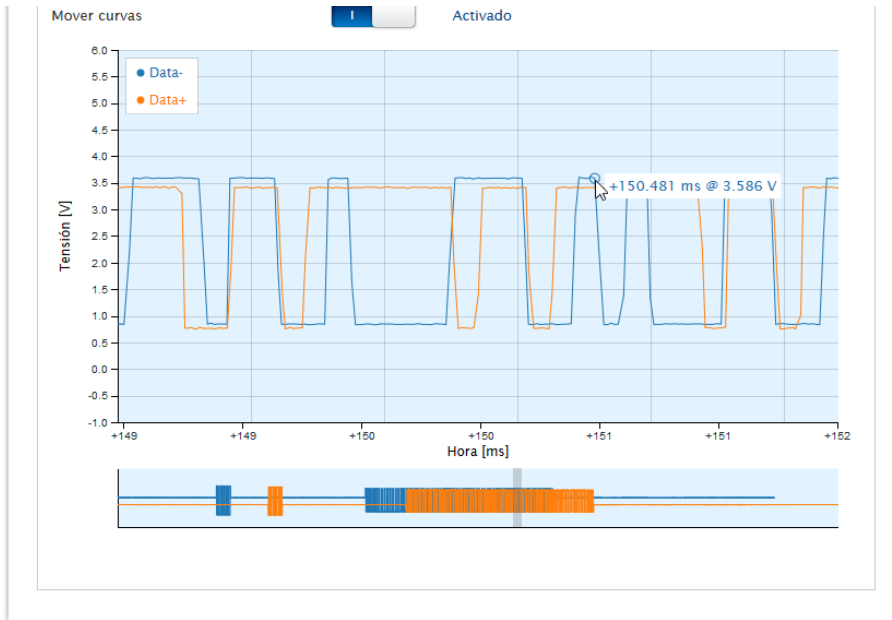 Mover curvas I Activado
6.0
5.5
5.0
4.5
4.0
3.5
3.0
2.5
2.0
1.5
1.0
0.5
0.0
-0.5
-1.0
Tensión [V]
Data-
Data+
+150.481 ms @ 3.586 V
+149 +149 +150 +150 +151 +151 +152
Hora [ms]